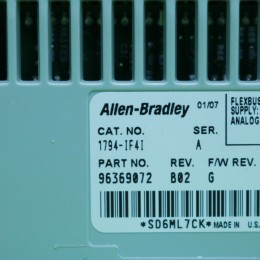 Allen-Bradley 01/07
FLEXBUS
SUPPLY:
ANALOG
CAT. NO. SER.
1794-IF4I A
PART NO. REV. F/W REV.
96369072 B02 G
*SD6ML7CK* MADE IN U.S.